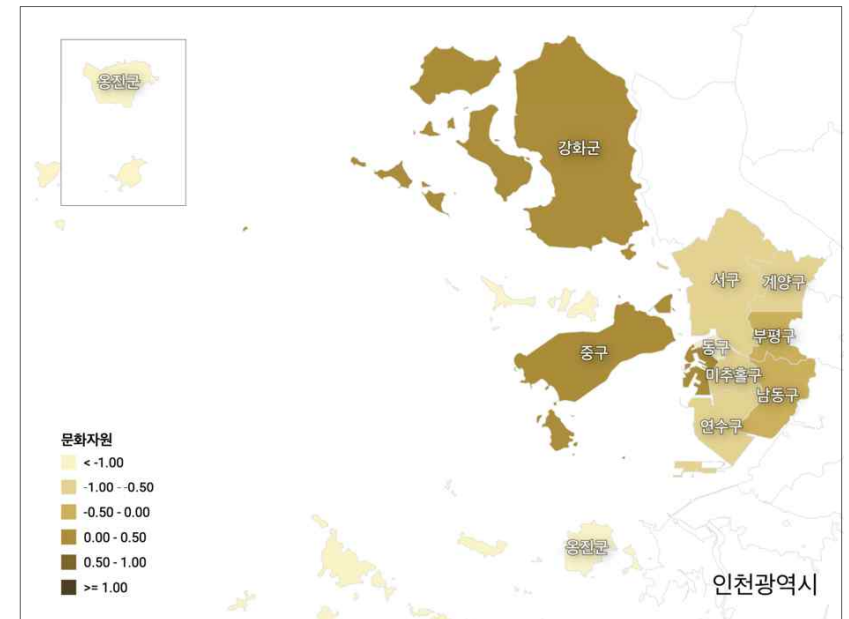 옹진군
강화군
서구
계양구
부평구
중구
동구
미추홀구
남동구
연수구
문화자원
< -1.00
-1.00 - -0.50
-0.50 - 0.00
0.00 - 0.50
0.50 - 1.00
>= 1.00
옹진군
인천광역시